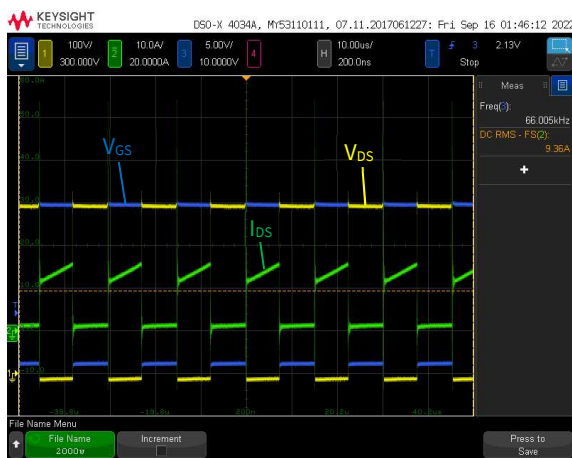 KEYSIGHT
TECHNOLOGIES
DSO-X 4034A, MY53110111, 07.11.2017061227: Fri Sep 16 01:46:12 2022
1 100V/ 2 10.0A/ 3 5.00V/ 4 H 10.00us/ T 3 2.13V
300.000V 20.0000A 10.0000V 200.0ns Stop
Meas
Freq(3):
66.005kHz
DC RMS - FS(2):
9.36A
VGS
VDS
IDS
File Name Menu
File Name
2000w
Increment
Press to
Save